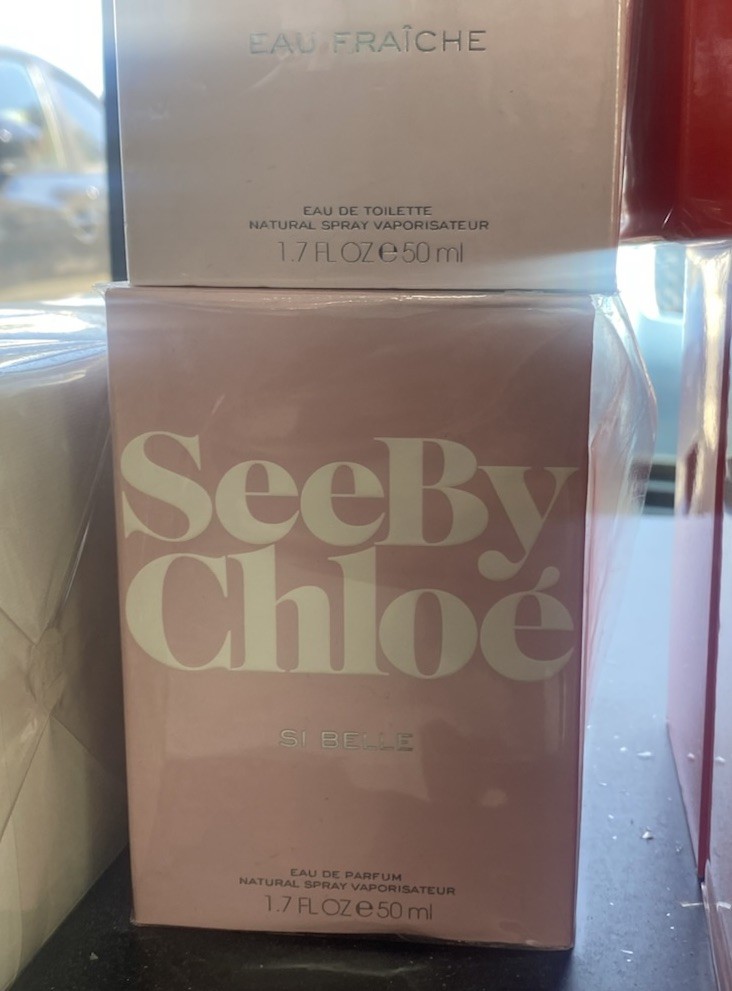 EAU FRAÎCHE
EAU DE TOILETTE
NATURAL SPRAY VAPORISATEUR
1.7 FL OZ e 50 ml
SeeBy
Chloé
SI BELLE
EAU DE PARFUM
NATURAL SPRAY VAPORISATEUR
1.7 FL OZ e 50 ml